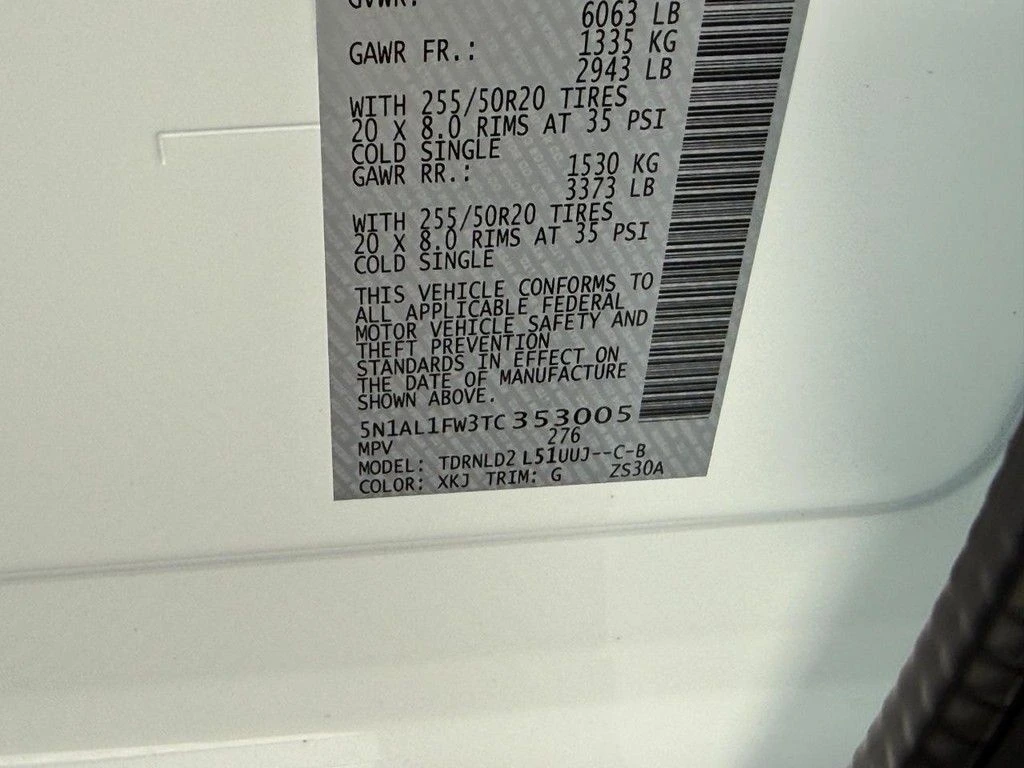 GVWR:
6063 LB
GAWR FR.: 1335 KG
2943 LB
WITH 255/50R20 TIRES
20 X 8.0 RIMS AT 35 PSI
COLD SINGLE
GAWR RR.: 1530 KG
3373 LB
WITH 255/50R20 TIRES
20 X 8.0 RIMS AT 35 PSI
COLD SINGLE
THIS VEHICLE CONFORMS TO
ALL APPLICABLE FEDERAL
MOTOR VEHICLE SAFETY AND
THEFT PREVENTION
STANDARDS IN EFFECT ON
THE DATE OF MANUFACTURE
SHOWN ABOVE.
5N1AL1FW3TC353005
MPV 276
MODEL: TDRNLD2 L51UUJ--C-B
COLOR: XKJ TRIM: G ZS30A